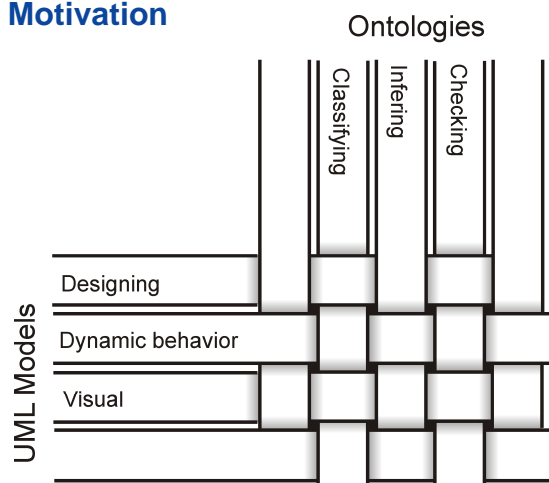 Motivation
Ontologies
Classifying
Infering
Checking
Designing
Dynamic behavior
Visual
UML Models